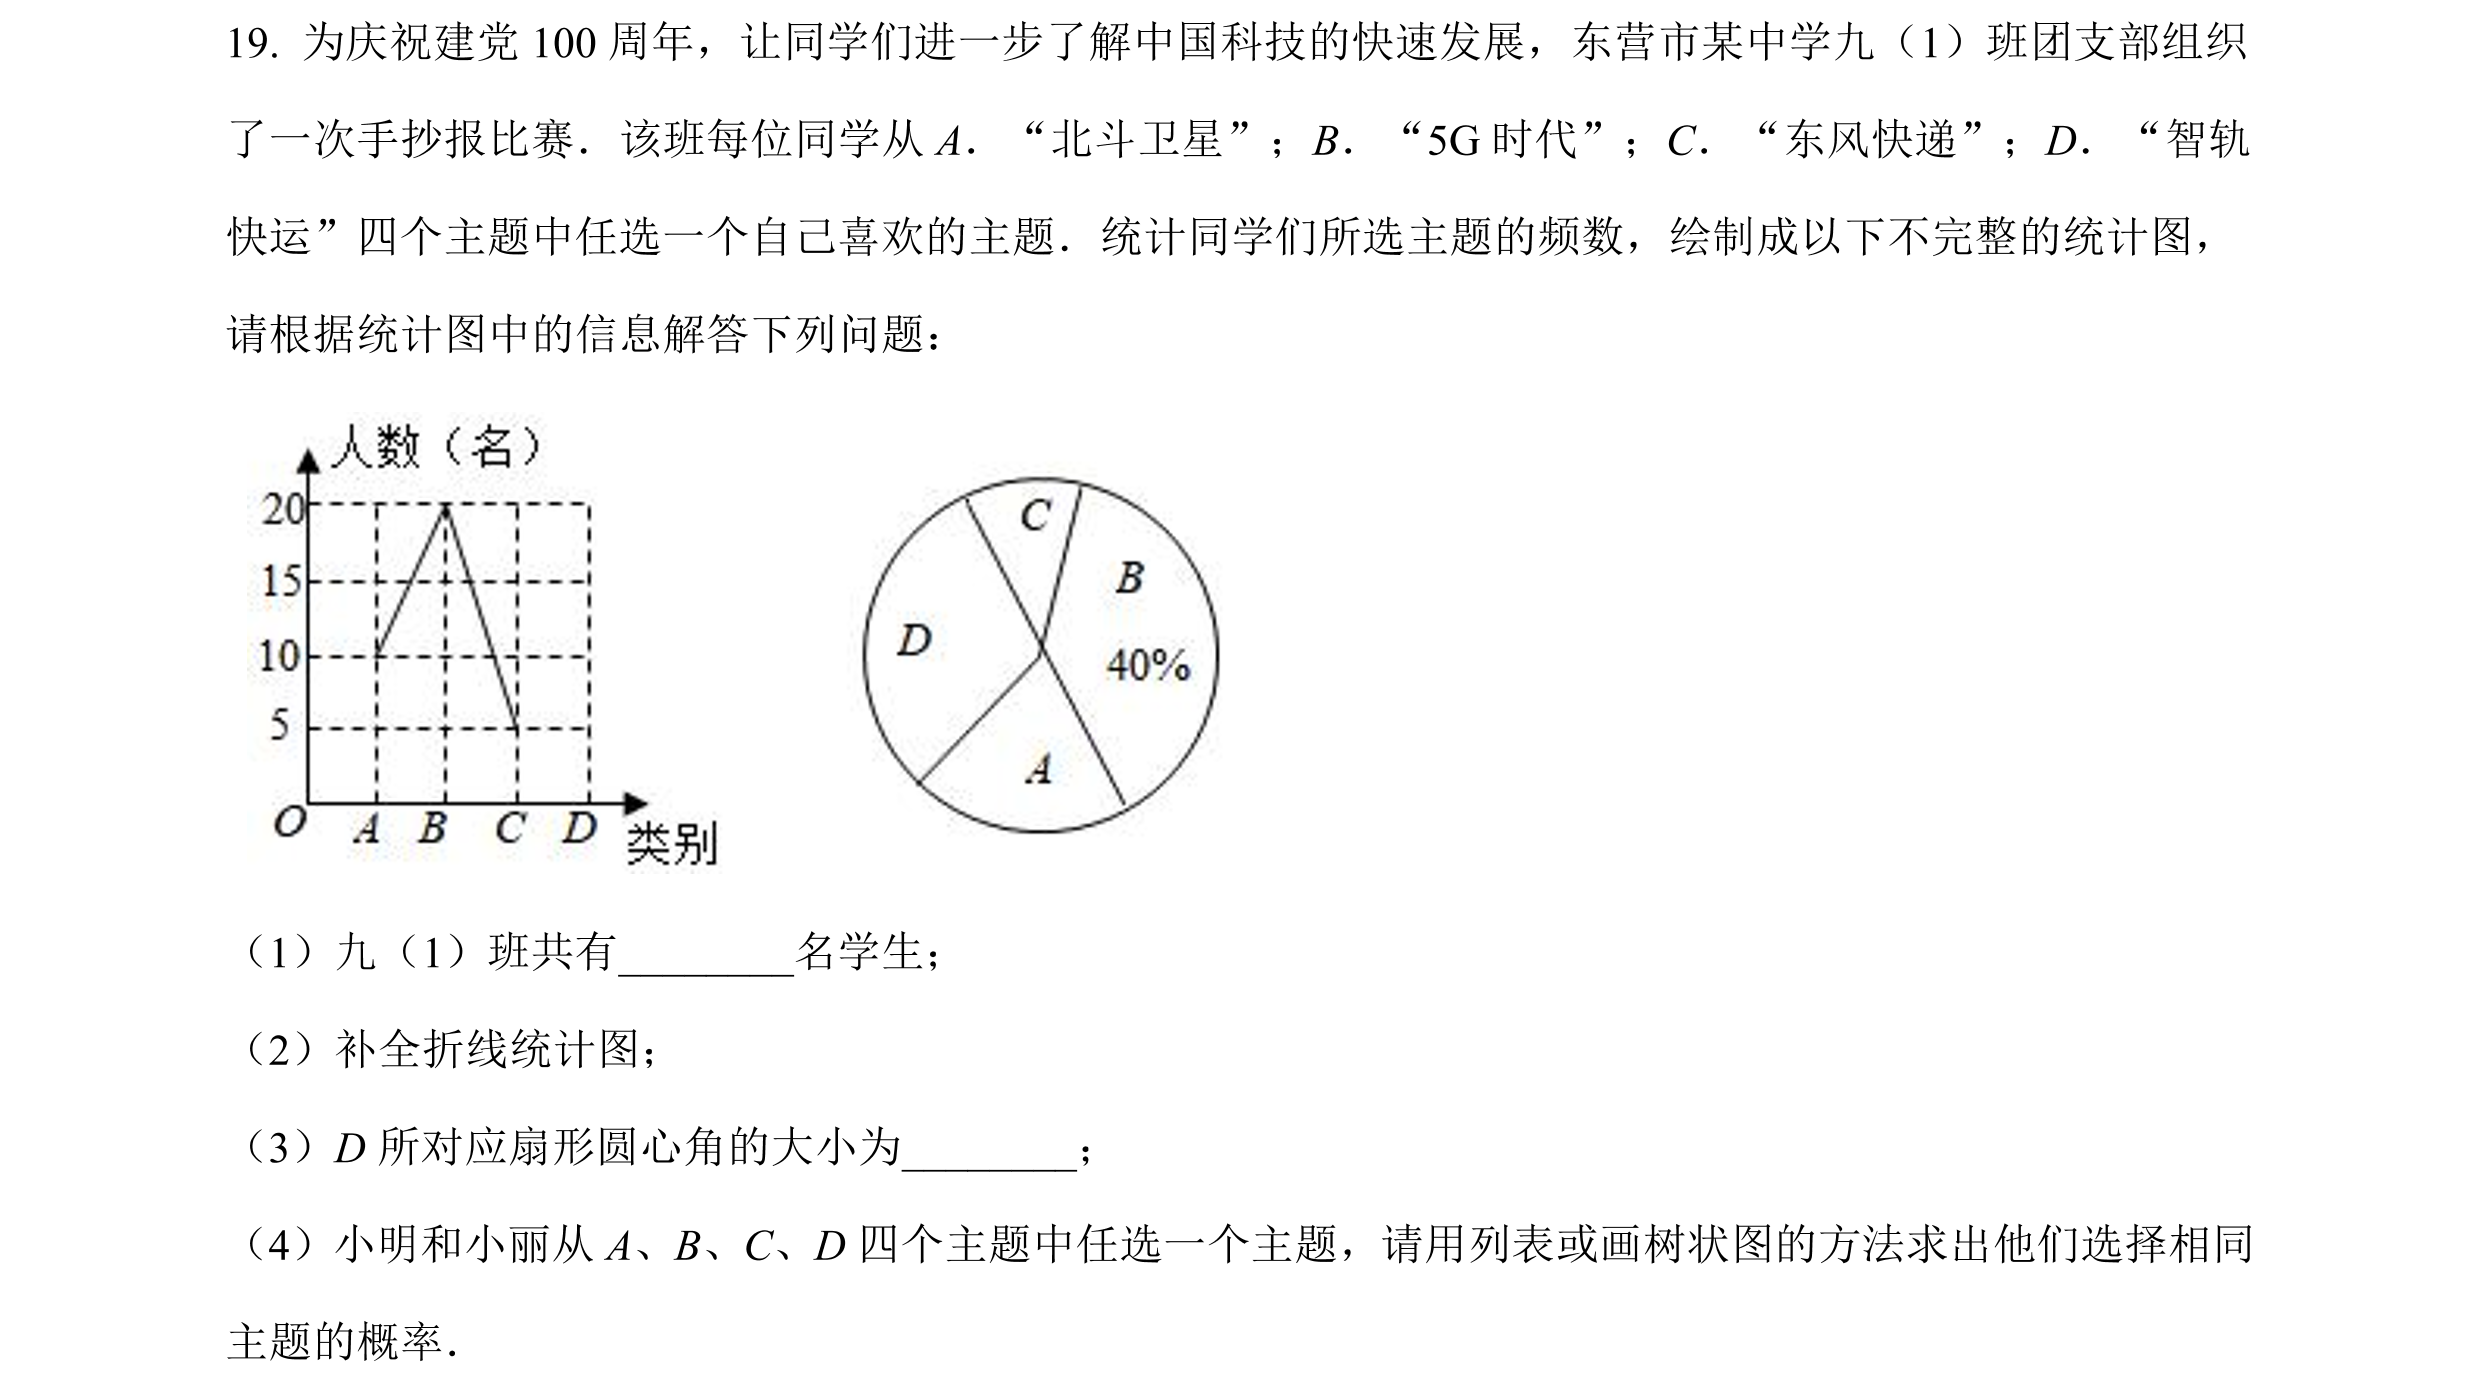 19. 为庆祝建党 100 周年，让同学们进一步了解中国科技的快速发展，东营市某中学九（1）班团支部组织
了一次手抄报比赛．该班每位同学从 A．“北斗卫星”；B．“5G 时代”；C．“东风快递”；D．“智轨
快运”四个主题中任选一个自己喜欢的主题．统计同学们所选主题的频数，绘制成以下不完整的统计图，
请根据统计图中的信息解答下列问题：
人数（名）
20
15
10
5
O A B C D 类别
C
B
40%
D
A
（1）九（1）班共有________名学生；
（2）补全折线统计图；
（3）D 所对应扇形圆心角的大小为________；
（4）小明和小丽从 A、B、C、D 四个主题中任选一个主题，请用列表或画树状图的方法求出他们选择相同
主题的概率．